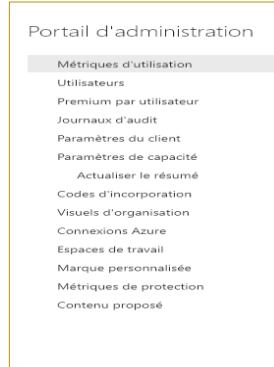 Portail d'administration
Métriques d'utilisation
Utilisateurs
Premium par utilisateur
Journaux d'audit
Paramètres du client
Paramètres de capacité
Actualiser le résumé
Codes d'incorporation
Visuels d'organisation
Connexions Azure
Espaces de travail
Marque personnalisée
Métriques de protection
Contenu proposé